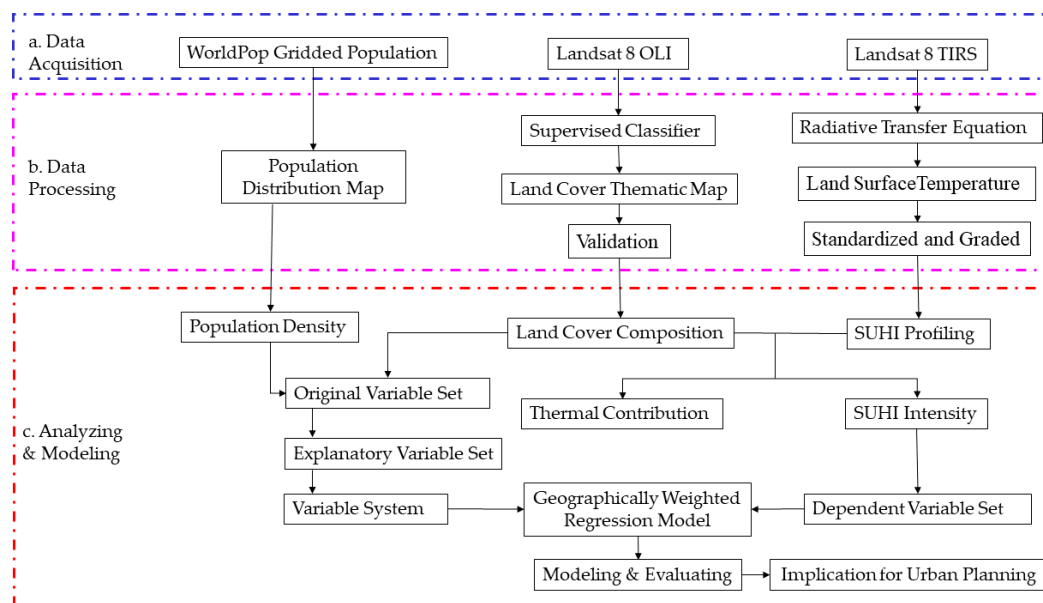 a. Data
Acquisition
WorldPop Gridded Population
Landsat 8 OLI
Landsat 8 TIRS
b. Data
Processing
Supervised Classifier
Radiative Transfer Equation
Population
Distribution Map
Land Cover Thematic Map
Land Surface Temperature
Validation
Standardized and Graded
c. Analyzing
& Modeling
Population Density
Land Cover Composition
SUHI Profiling
Original Variable Set
Thermal Contribution
SUHI Intensity
Explanatory Variable Set
Variable System
Geographically Weighted
Regression Model
Dependent Variable Set
Modeling & Evaluating
Implication for Urban Planning